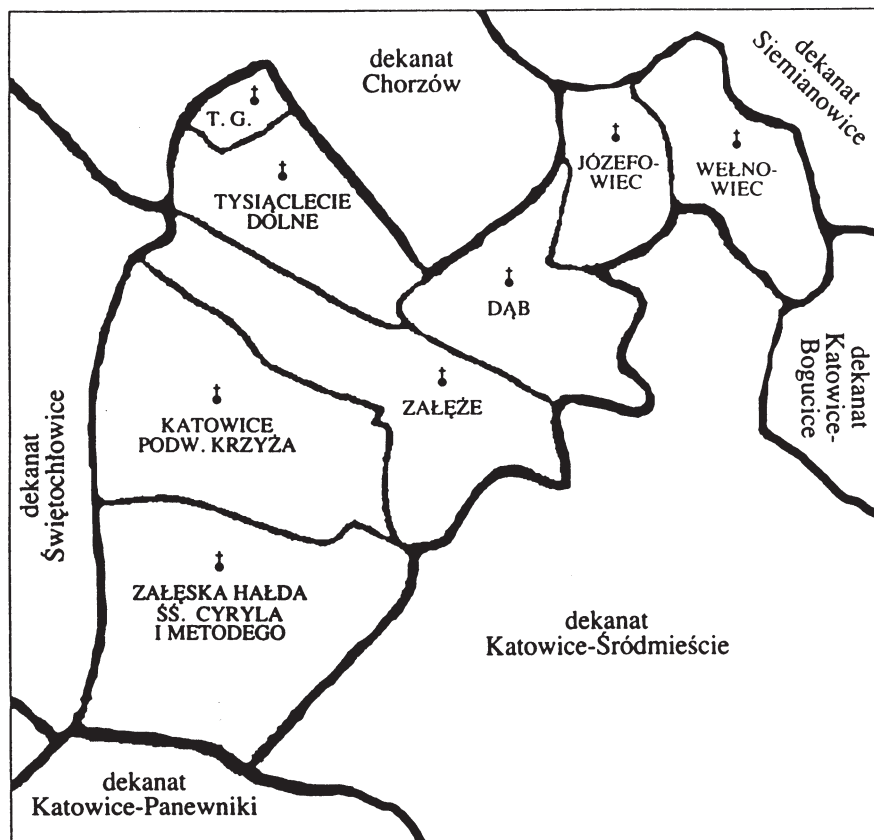 dekanat
Chorzów
dekanat
Siemianowice
T. G.
TYSIĄCLECIE
DOLNE
JÓZEFO-
WIEC
WEŁNO-
WIEC
DĄB
dekanat
Katowice-
Bogucice
ZAŁĘŻE
KATOWICE
PODW. KRZYŻA
dekanat
Świętochłowice
ZAŁĘSKA HAŁDA
ŚŚ. CYRYLA
I METODEGO
dekanat
Katowice-Śródmieście
dekanat
Katowice-Panewniki